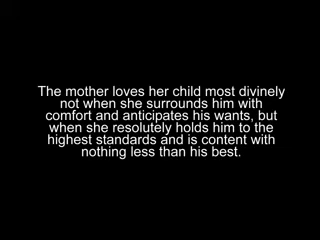 The mother loves her child most divinely
not when she surrounds him with
comfort and anticipates his wants, but
when she resolutely holds him to the
highest standards and is content with
nothing less than his best.